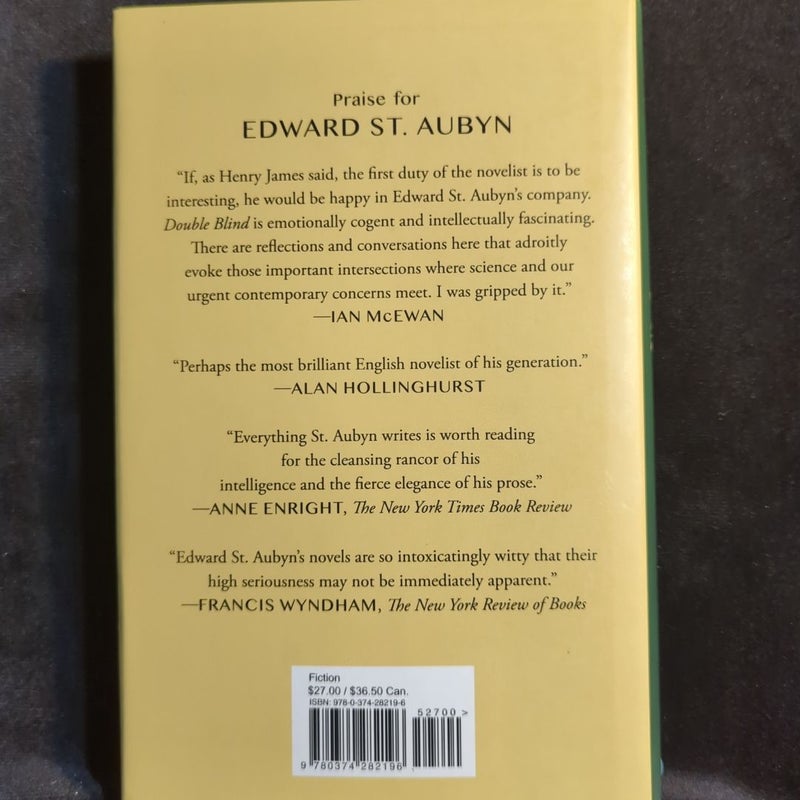 Praise for
EDWARD ST. AUBYN
“If, as Henry James said, the first duty of the novelist is to be
interesting, he would be happy in Edward St. Aubyn’s company.
Double Blind is emotionally cogent and intellectually fascinating.
There are reflections and conversations here that adroitly
evoke those important intersections where science and our
urgent contemporary concerns meet. I was gripped by it.”
—IAN McEWAN
“Perhaps the most brilliant English novelist of his generation.”
—ALAN HOLLINGHURST
“Everything St. Aubyn writes is worth reading
for the cleansing rancor of his
intelligence and the fierce elegance of his prose.”
—ANNE ENRIGHT, The New York Times Book Review
“Edward St. Aubyn’s novels are so intoxicatingly witty that their
high seriousness may not be immediately apparent.”
—FRANCIS WYNDHAM, The New York Review of Books
Fiction
$27.00 / $36.50 Can.
ISBN: 978-0-374-28219-6
52700 >
9 780374 282196